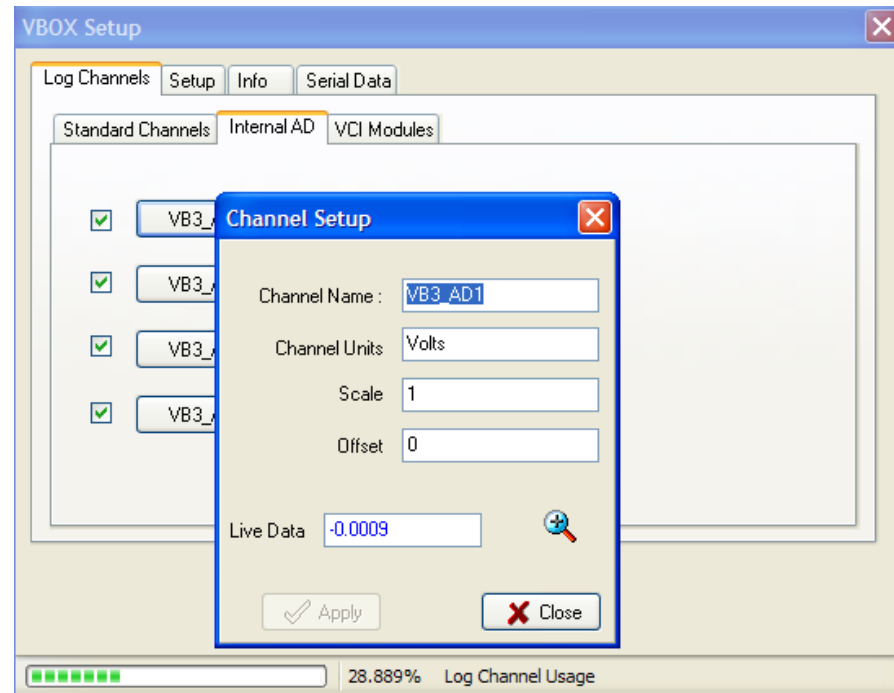 VBOX Setup
Log Channels Setup Info Serial Data
Standard Channels Internal AD VCI Modules
VB3_
Channel Setup
Channel Name : VB3_AD1
VB3_
Channel Units Volts
VB3_
Scale 1
VB3_
Offset 0
Live Data -0.0009
Apply Close
28.889% Log Channel Usage